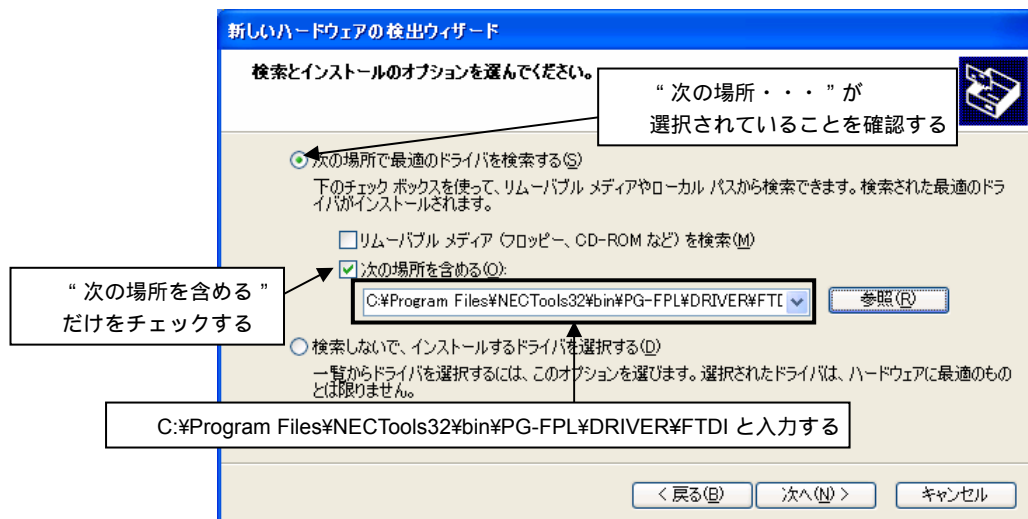 新しいハードウェアの検出ウィザード
検索とインストールのオプションを選んでください。
“ 次の場所・・・ ” が
選択されていることを確認する
次の場所で最適のドライバを検索する(S)
下のチェック ボックスを使って、リムーバブル メディアやローカル パスから検索できます。検索された最適のドラ
イバがインストールされます。
リムーバブル メディア (フロッピー、CD-ROM など) を検索(M)
次の場所を含める(O):
“ 次の場所を含める ”
だけをチェックする
C:¥Program Files¥NECTools32¥bin¥PG-FPL¥DRIVER¥FTD
参照(R)
検索しないで、インストールするドライバを選択する(D)
一覧からドライバを選択するには、このオプションを選びます。選択されたドライバは、ハードウェアに最適のもの
とは限りません。
C:¥Program Files¥NECTools32¥bin¥PG-FPL¥DRIVER¥FTDI と入力する
< 戻る(B)
次へ(N) >
キャンセル